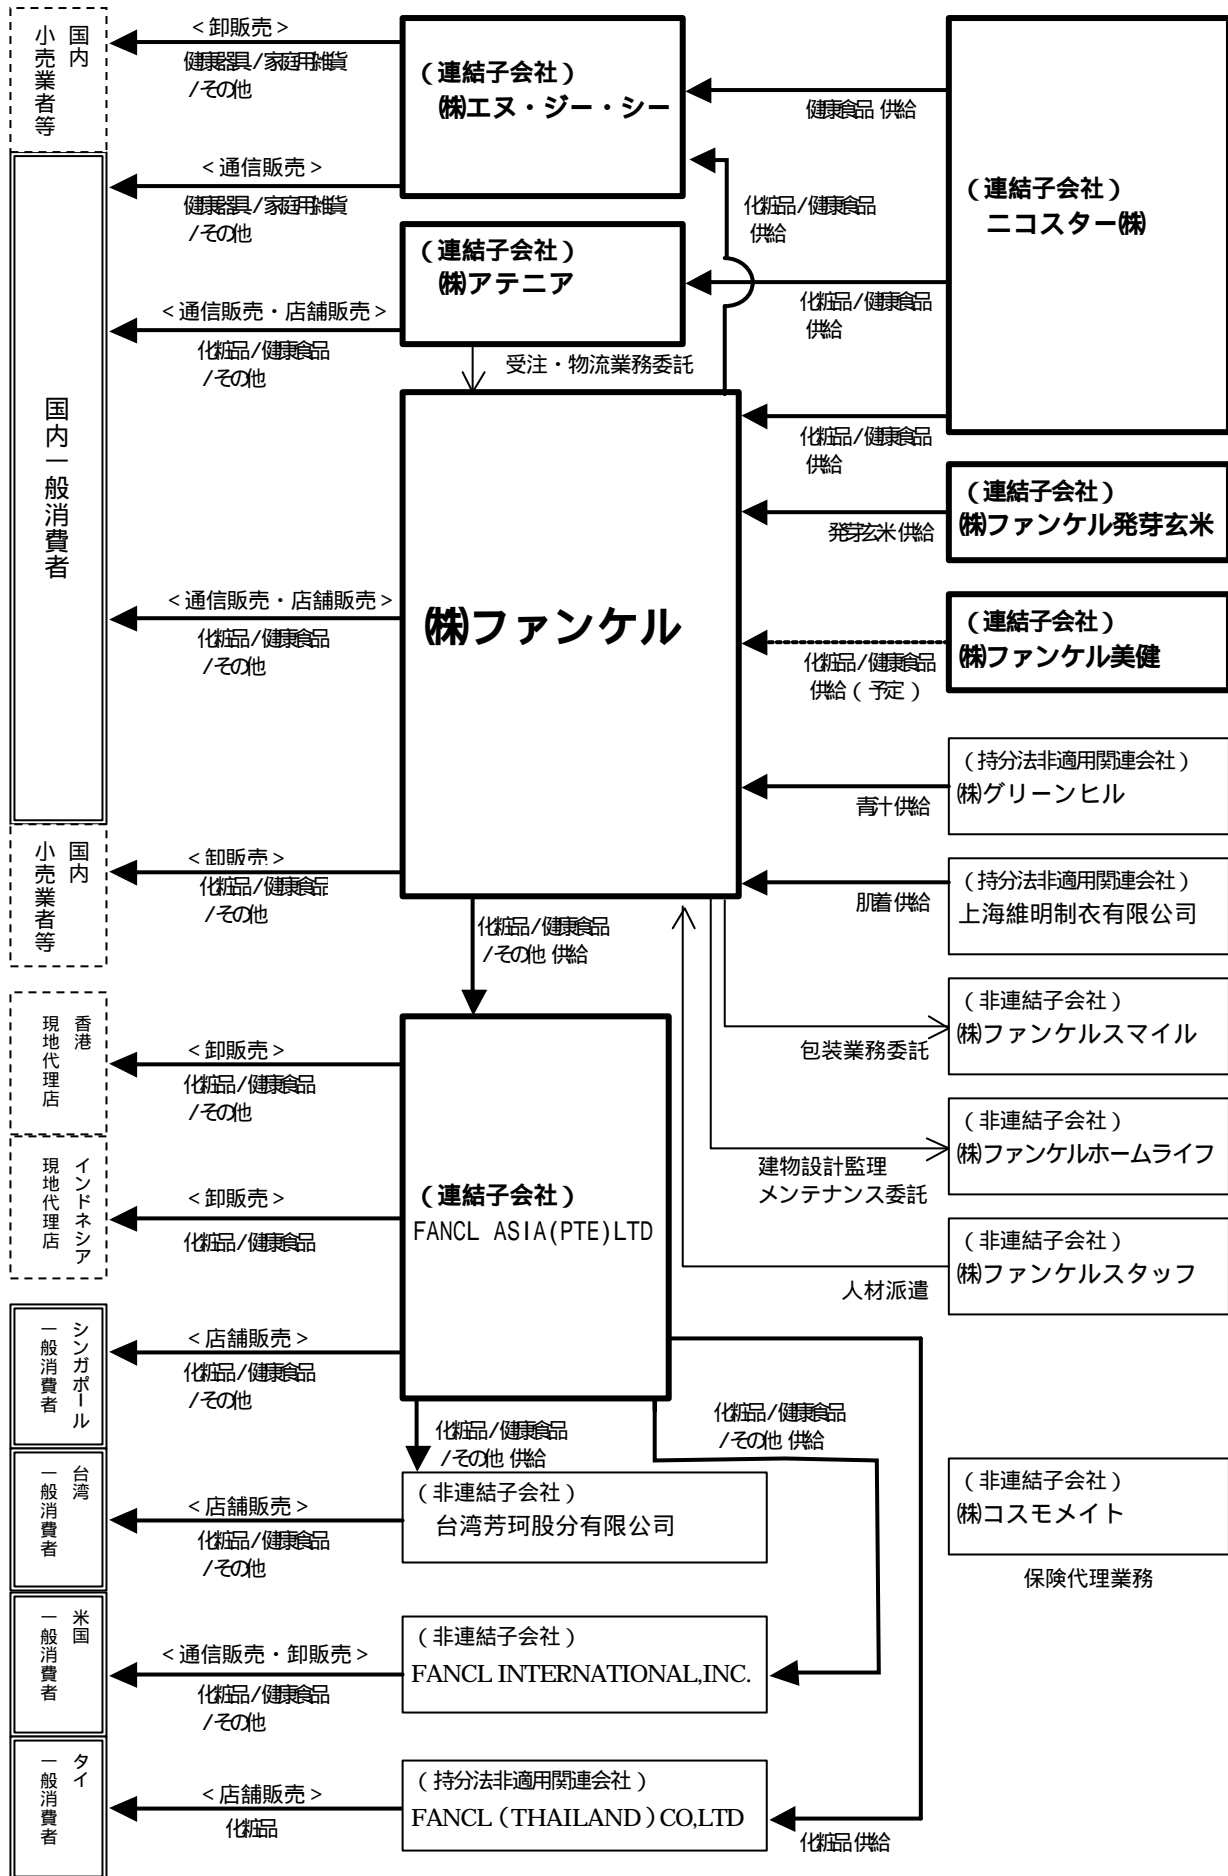 国内
小売業者等
<卸販売>
健康器具/家庭用雑貨
/その他
(連結子会社)
㈱エヌ・ジー・シー
健康食品 供給
<通信販売>
健康器具/家庭用雑貨
/その他
化粧品/健康食品
供給
(連結子会社)
ニコスター㈱
(連結子会社)
㈱アテニア
<通信販売・店舗販売>
化粧品/健康食品
/その他
化粧品/健康食品
供給
受注・物流業務委託
国内一般消費者
化粧品/健康食品
供給
(連結子会社)
㈱ファンケル発芽玄米
発芽玄米 供給
<通信販売・店舗販売>
化粧品/健康食品
/その他
㈱ファンケル
(連結子会社)
㈱ファンケル美健
化粧品/健康食品
供給(予定)
(持分法非適用関連会社)
㈱グリーンヒル
青汁 供給
国内
小売業者等
<卸販売>
化粧品/健康食品
/その他
(持分法非適用関連会社)
上海維明制衣有限公司
肌着 供給
化粧品/健康食品
/その他 供給
(非連結子会社)
㈱ファンケルスマイル
包装業務委託
香港
現地代理店
<卸販売>
化粧品/健康食品
/その他
(非連結子会社)
㈱ファンケルホームライフ
建物設計監理
メンテナンス委託
インドネシア
現地代理店
<卸販売>
化粧品/健康食品
(連結子会社)
FANCL ASIA(PTE)LTD
(非連結子会社)
㈱ファンケルスタッフ
人材派遣
シンガポール
一般消費者
<店舗販売>
化粧品/健康食品
/その他
化粧品/健康食品
/その他 供給
化粧品/健康食品
/その他 供給
台湾
一般消費者
<店舗販売>
化粧品/健康食品
/その他
(非連結子会社)
台湾芳珂股分有限公司
(非連結子会社)
㈱コスモメイト
保険代理業務
米国
一般消費者
<通信販売・卸販売>
化粧品/健康食品
/その他
(非連結子会社)
FANCL INTERNATIONAL,INC.
タイ
一般消費者
<店舗販売>
化粧品
(持分法非適用関連会社)
FANCL(THAILAND)CO,LTD
化粧品 供給